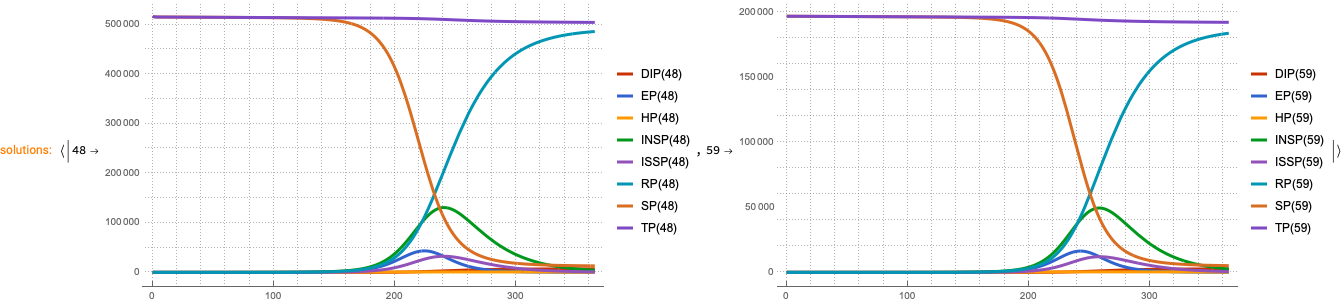 solutions: ⟨| 48 →
500 000
400 000
300 000
200 000
100 000
0
0 100 200 300
DIP(48)
EP(48)
HP(48)
INSP(48)
ISSP(48)
RP(48)
SP(48)
TP(48)
, 59 →
200 000
150 000
100 000
50 000
0
0 100 200 300
DIP(59)
EP(59)
HP(59)
INSP(59)
ISSP(59)
RP(59)
SP(59)
TP(59)
|⟩